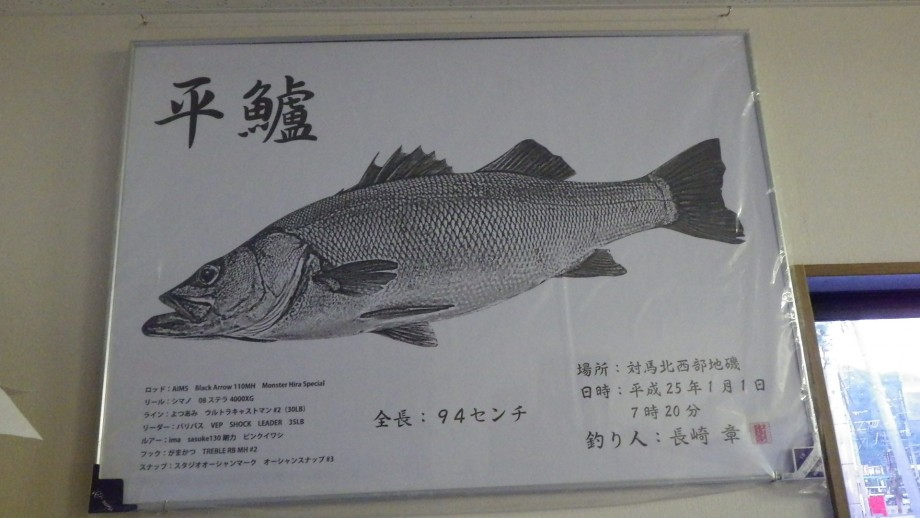 平鱸
ロッド:AIMS Black Arrow 110MH Monster Hira Special
リール:シマノ 08ステラ 4000XG
ライン:よつあみ ウルトラキャストマン #2 (30LB)
リーダー:バリバス VEP SHOCK LEADER 35LB
ルアー:ima sasuke130 剛力 ピンクイワシ
フック:がまかつ TREBLE RB MH #2
スナップ:スタジオオーシャンマーク オーシャンスナップ #3
全長:94センチ
場所:対馬北西部地磯
日時:平成25年1月1日
7時20分
釣り人:長崎 章